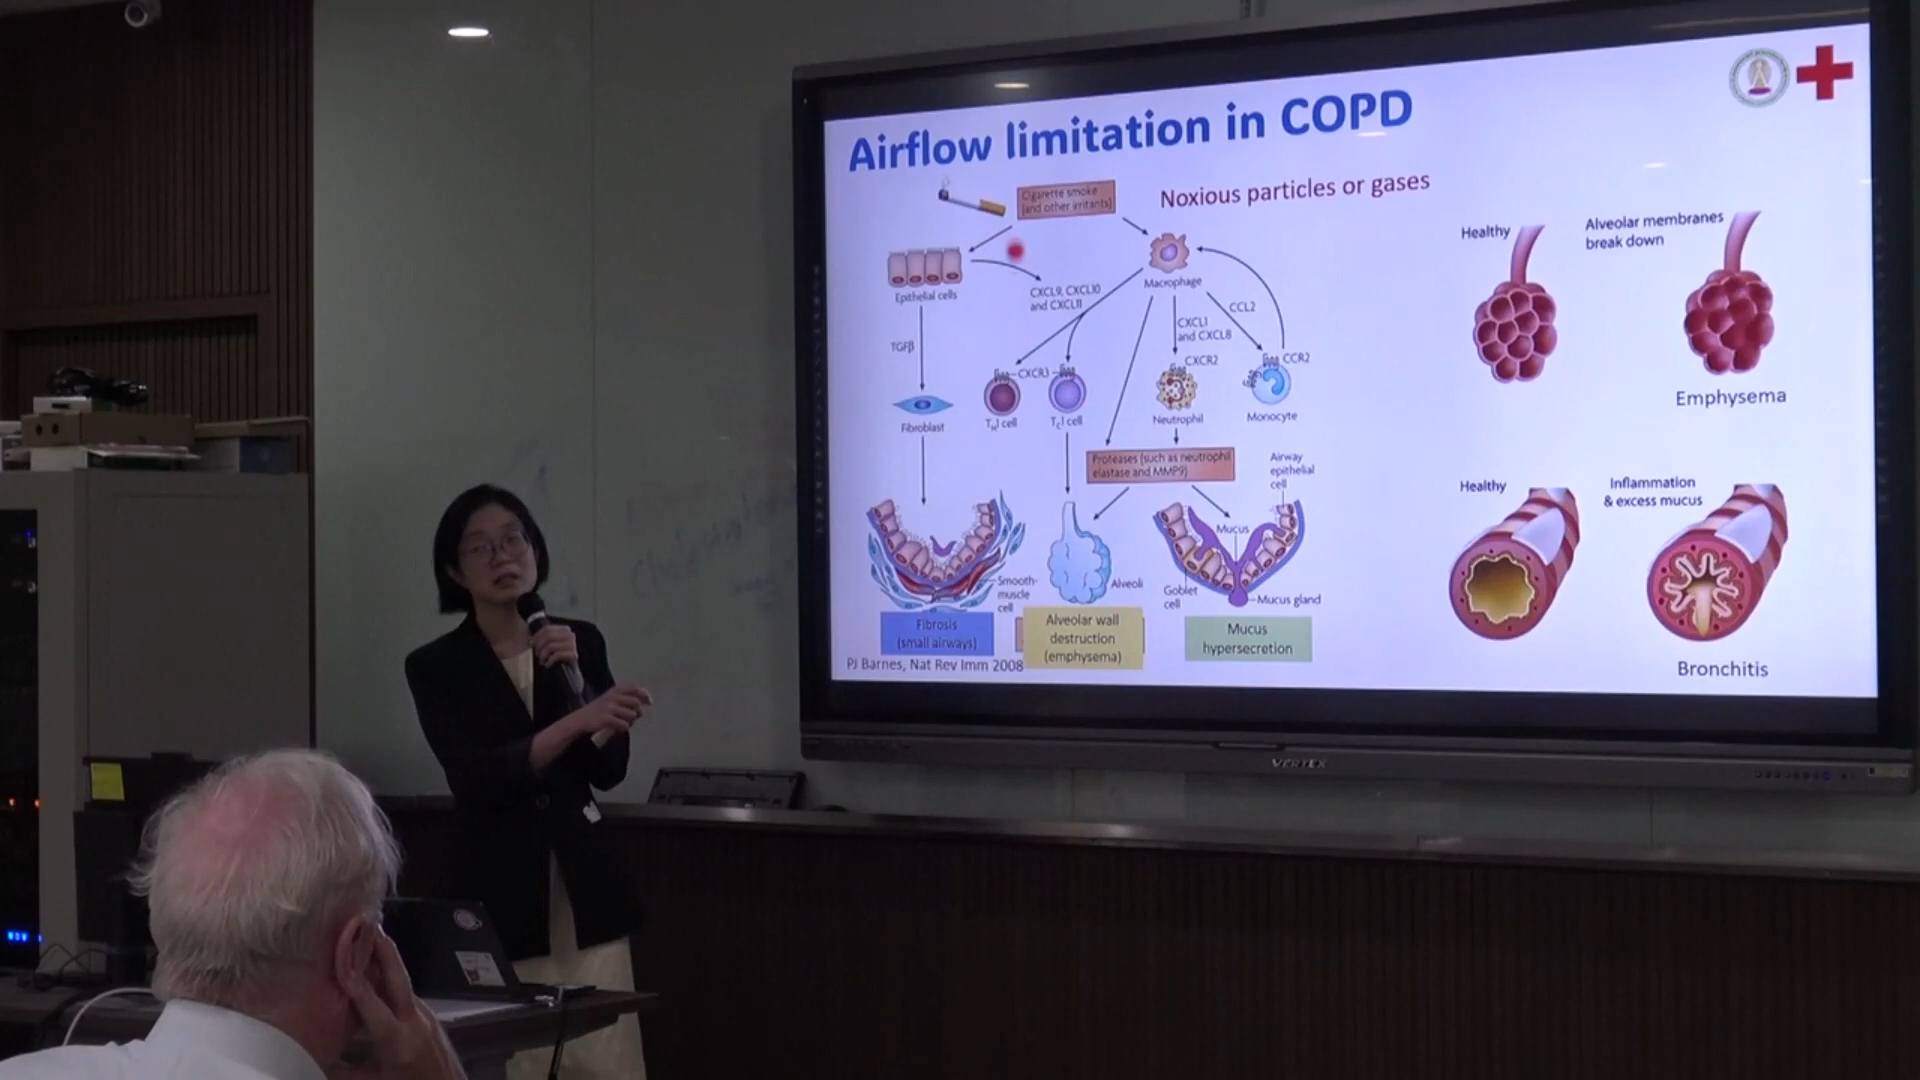 Airflow limitation in COPD
Cigarette smoke
(and other irritants)
Noxious particles or gases
Epithelial cells
CXCL9, CXCL10
and CXCL11
Macrophage
CCL2
CXCL1
and CXCL8
TGFβ
CXCR3
CXCR2
CCR2
Fibroblast
TH1 cell
TC1 cell
Neutrophil
Monocyte
Proteases (such as neutrophil
elastase and MMP9)
Airway
epithelial
cell
Mucus
Smooth-
muscle
cell
Alveoli
Goblet
cell
Mucus gland
Fibrosis
(small airways)
Alveolar wall
destruction
(emphysema)
Mucus
hypersecretion
PJ Barnes, Nat Rev Imm 2008
Healthy
Alveolar membranes
break down
Emphysema
Healthy
Inflammation
& excess mucus
Bronchitis
VERTEX